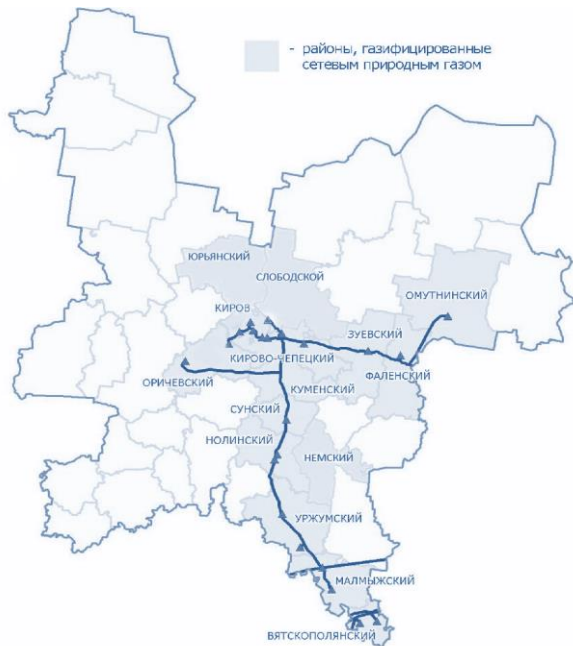 - районы, газифицированные
сетевым природным газом
ЮРЬЯНСКИЙ
СЛОБОДСКОЙ
ОМУТНИНСКИЙ
КИРОВ
ЗУЕВСКИЙ
КИРОВО-ЧЕПЕЦКИЙ
ФАЛЕНСКИЙ
ОРИЧЕВСКИЙ
КУМЕНСКИЙ
СУНСКИЙ
НОЛИНСКИЙ
НЕМСКИЙ
УРЖУМСКИЙ
МАЛМЫЖСКИЙ
ВЯТСКОПОЛЯНСКИЙ